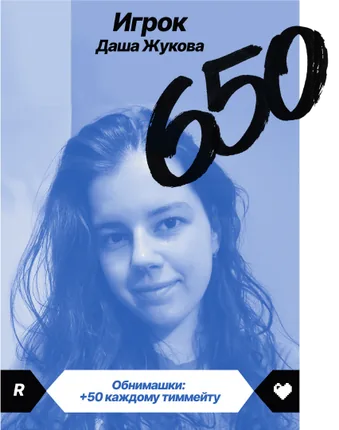 Игрок
Даша Жукова
650
R
Обнимашки:
+50 каждому тиммейту